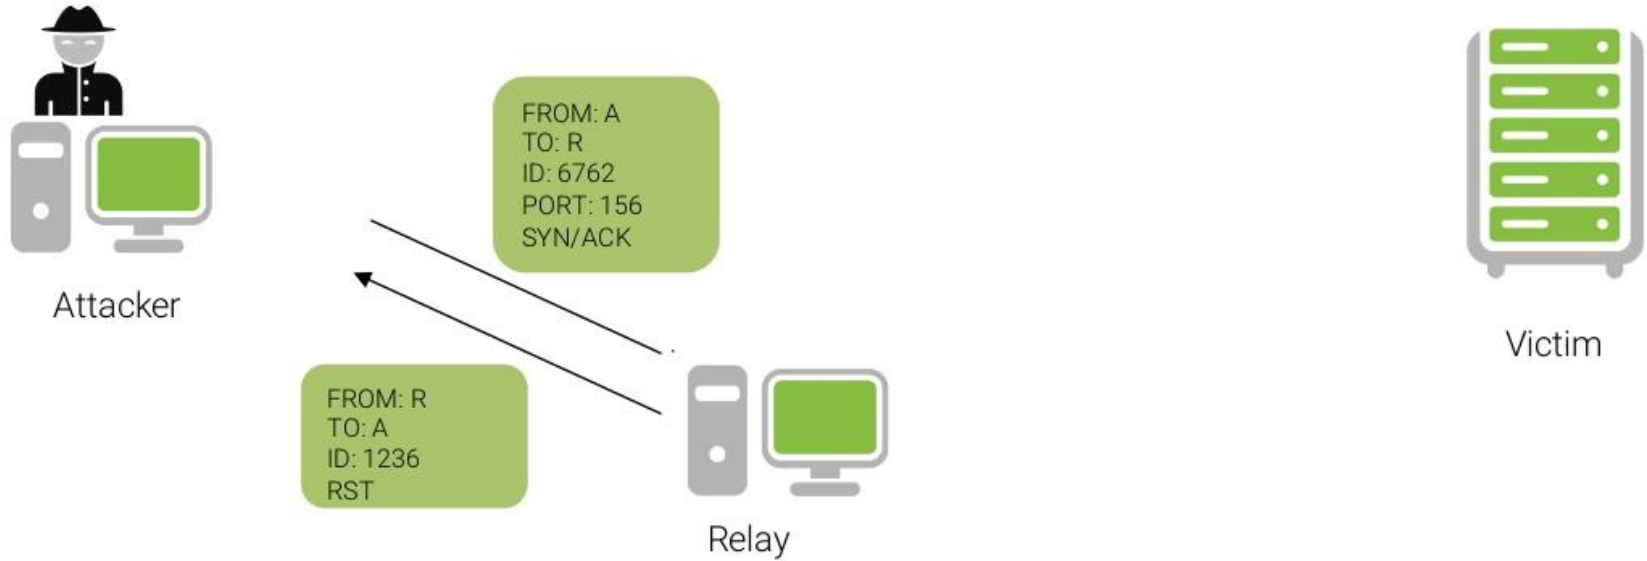 FROM: A
TO: R
ID: 6762
PORT: 156
SYN/ACK
Attacker
Victim
FROM: R
TO: A
ID: 1236
RST
Relay